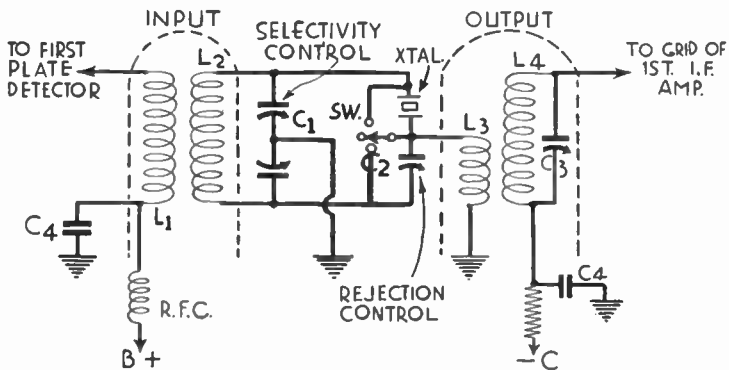 INPUT
OUTPUT
TO FIRST
PLATE
DETECTOR
L2
SELECTIVITY
CONTROL
XTAL.
L4
TO GRID OF
1ST. I.F.
AMP.
SW.
C1
L3
C2
C3
C4
L1
R.F.C.
REJECTION
CONTROL
C4
B+
-C